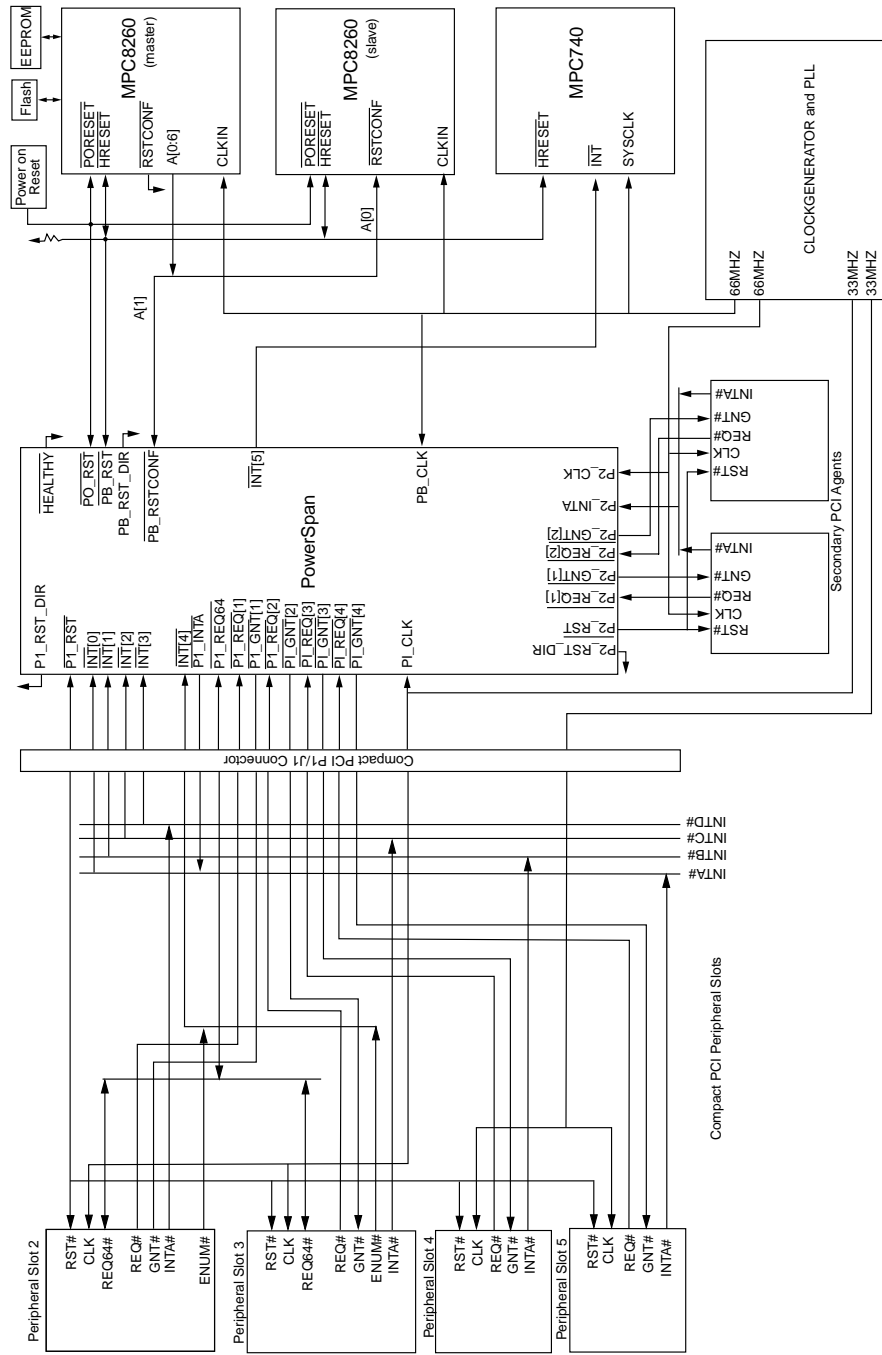 EEPROM
Flash
Power on
Reset
MPC8260
(master)
PORESET
HRESET
RSTCONF
A[0:6]
CLKIN
MPC8260
(slave)
PORESET
HRESET
RSTCONF
CLKIN
MPC740
HRESET
INT
SYSCLK
CLOCKGENERATOR and PLL
66MHZ
66MHZ
33MHZ
33MHZ
A[1]
A[0]
PowerSpan
HEALTHY
PO_RST
PB_RST
PB_RST_DIR
PB_RSTCONF
INT[5]
PB_CLK
P1_RST_DIR
P1_RST
INT[0]
INT[1]
INT[2]
INT[3]
INT[4]
P1_INTA
P1_REQ64
P1_REQ[1]
P1_GNT[1]
P1_REQ[2]
PI_GNT[2]
PI_REQ[3]
PI_GNT[3]
PI_REQ[4]
PI_GNT[4]
PI_CLK
P2_CLK
P2_INTA
P2_GNT[2]
P2_REQ[2]
P2_GNT[1]
P2_REQ[1]
P2_RST
P2_RST_DIR
INTA#
GNT#
REQ#
CLK
RST#
INTA#
GNT#
REQ#
CLK
RST#
Secondary PCI Agents
Compact PCI P1/J1 Connector
INTD#
INTC#
INTB#
INTA#
Compact PCI Peripheral Slots
Peripheral Slot 2
RST#
CLK
REQ64#
REQ#
GNT#
INTA#
ENUM#
Peripheral Slot 3
RST#
CLK
REQ64#
REQ#
GNT#
ENUM#
INTA#
Peripheral Slot 4
RST#
CLK
REQ#
GNT#
INTA#
Peripheral Slot 5
RST#
CLK
REQ#
GNT#
INTA#